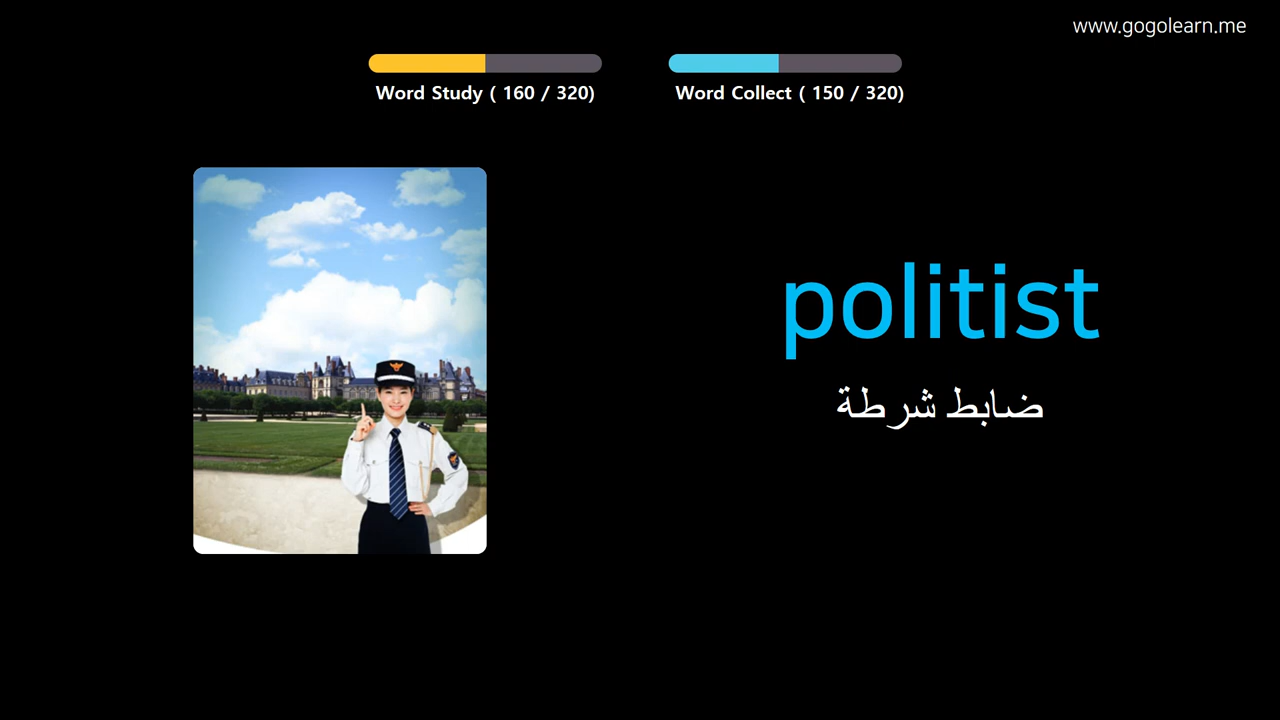 www.gogolearn.me
Word Study ( 160 / 320)
Word Collect ( 150 / 320)
politist
ضابط شرطة